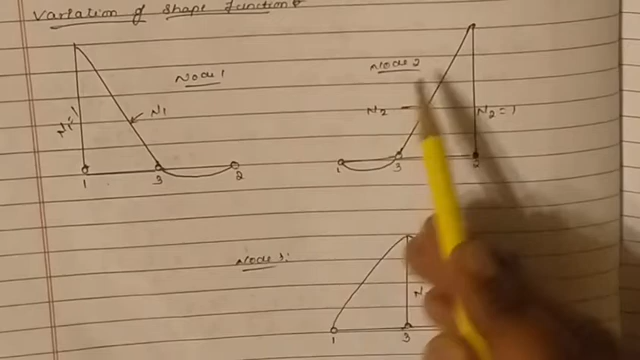 Variation of shape functions
Node 1
Node 2
N1=1
N1
N2
N2=1
1 3 2
1 3 2
Node 3:
N
1 3